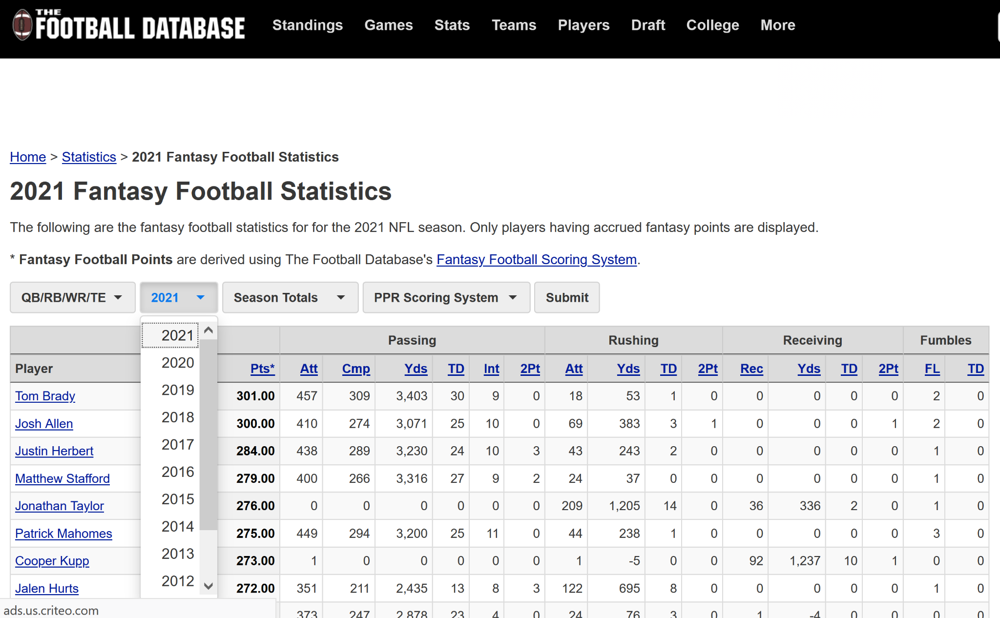 THE
FOOTBALL DATABASE
Standings Games Stats Teams Players Draft College More
Home > Statistics > 2021 Fantasy Football Statistics
2021 Fantasy Football Statistics
The following are the fantasy football statistics for for the 2021 NFL season. Only players having accrued fantasy points are displayed.
* Fantasy Football Points are derived using The Football Database's Fantasy Football Scoring System.
QB/RB/WR/TE 2021 Season Totals PPR Scoring System Submit
2021
2020
2019
2018
2017
2016
2015
2014
2013
2012
Passing Rushing Receiving Fumbles
Player Pts* Att Cmp Yds TD Int 2Pt Att Yds TD 2Pt Rec Yds TD 2Pt FL TD
Tom Brady 301.00 457 309 3,403 30 9 0 18 53 1 0 0 0 0 0 2 0
Josh Allen 300.00 410 274 3,071 25 10 0 69 383 3 1 0 0 0 1 2 0
Justin Herbert 284.00 438 289 3,230 24 10 3 43 243 2 0 0 0 0 0 1 0
Matthew Stafford 279.00 400 266 3,316 27 9 2 24 37 0 0 0 0 0 0 1 0
Jonathan Taylor 276.00 0 0 0 0 0 0 209 1,205 14 0 36 336 2 0 1 0
Patrick Mahomes 275.00 449 294 3,200 25 11 0 44 238 1 0 0 0 0 0 3 0
Cooper Kupp 273.00 1 0 0 0 0 0 1 -5 0 0 92 1,237 10 1 0 0
Jalen Hurts 272.00 351 211 2,435 13 8 3 122 695 8 0 0 0 0 0 1 0
373 247 2,878 23 4 0 24 76 3 0 1 -4 0 0 0 0
ads.us.criteo.com